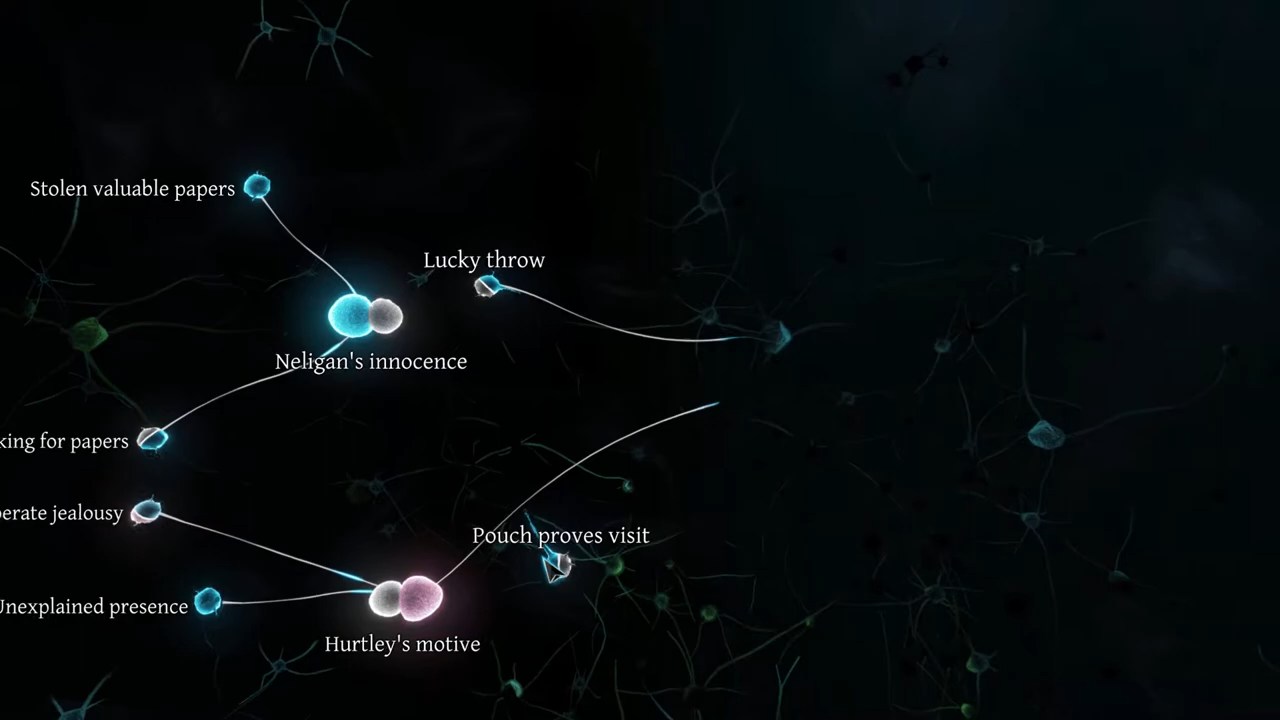 Stolen valuable papers
Lucky throw
Neligan's innocence
king for papers
perate jealousy
Pouch proves visit
Unexplained presence
Hurtley's motive